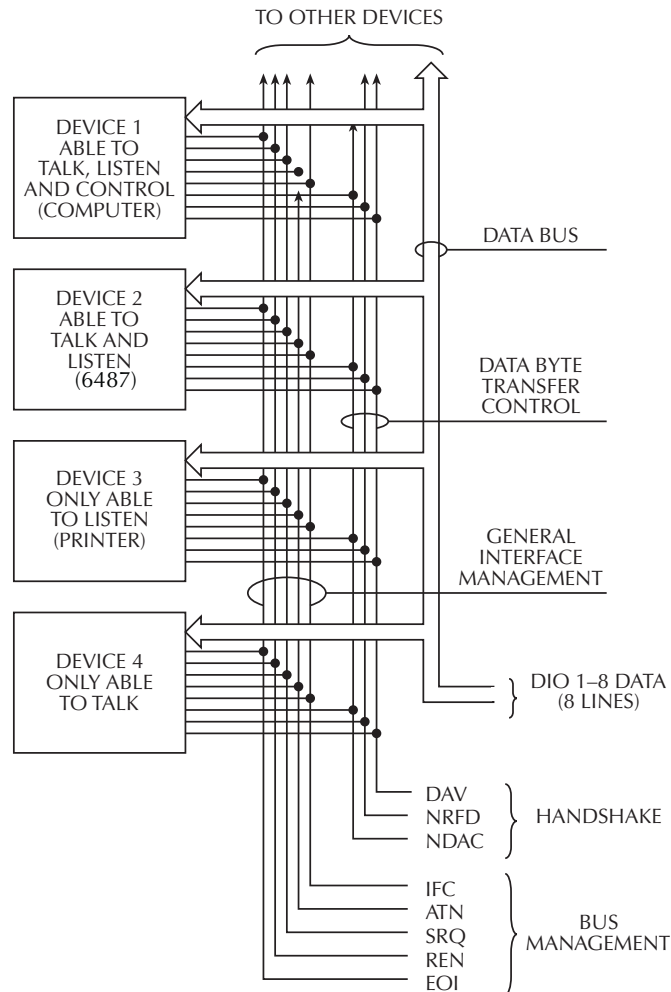 TO OTHER DEVICES
DEVICE 1
ABLE TO
TALK, LISTEN
AND CONTROL
(COMPUTER)
DATA BUS
DEVICE 2
ABLE TO
TALK AND
LISTEN
(6487)
DATA BYTE
TRANSFER
CONTROL
DEVICE 3
ONLY ABLE
TO LISTEN
(PRINTER)
GENERAL
INTERFACE
MANAGEMENT
DEVICE 4
ONLY ABLE
TO TALK
DIO 1–8 DATA
(8 LINES)
DAV
NRFD
NDAC
HANDSHAKE
IFC
ATN
SRQ
REN
EOI
BUS
MANAGEMENT